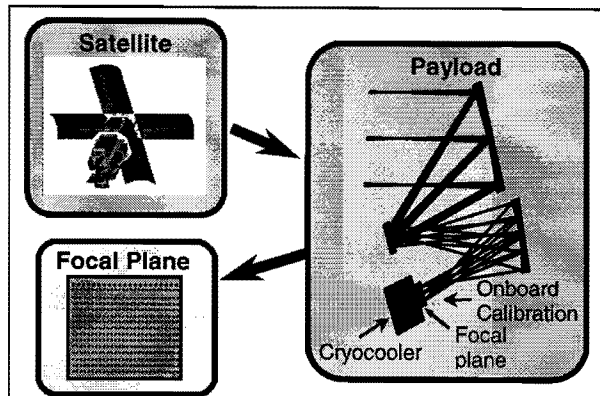 Satellite
Payload
Focal Plane
Onboard
Calibration
Focal
plane
Cryocooler